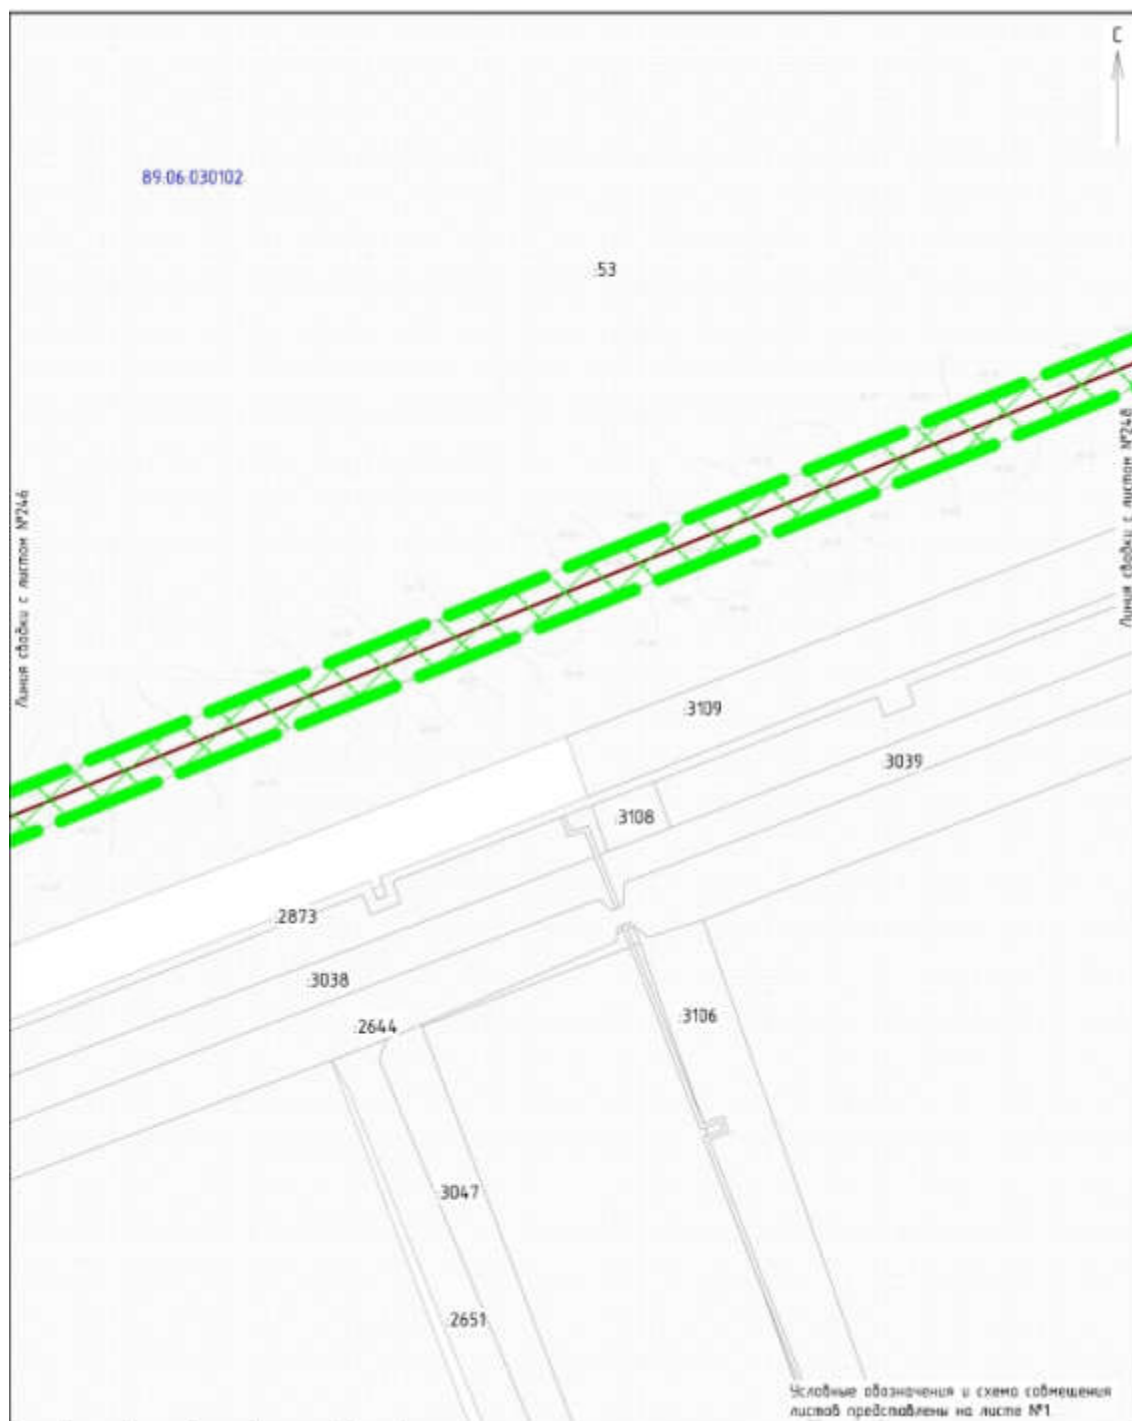 С
89:06:030102
:53
Линия сводки с листом №246
Линия сводки с листом №248
:3109
:3039
:3108
:2873
:3038
:2644
:3106
:3047
:2651
Условные обозначения и схема совмещения
листов представлены на листе №1